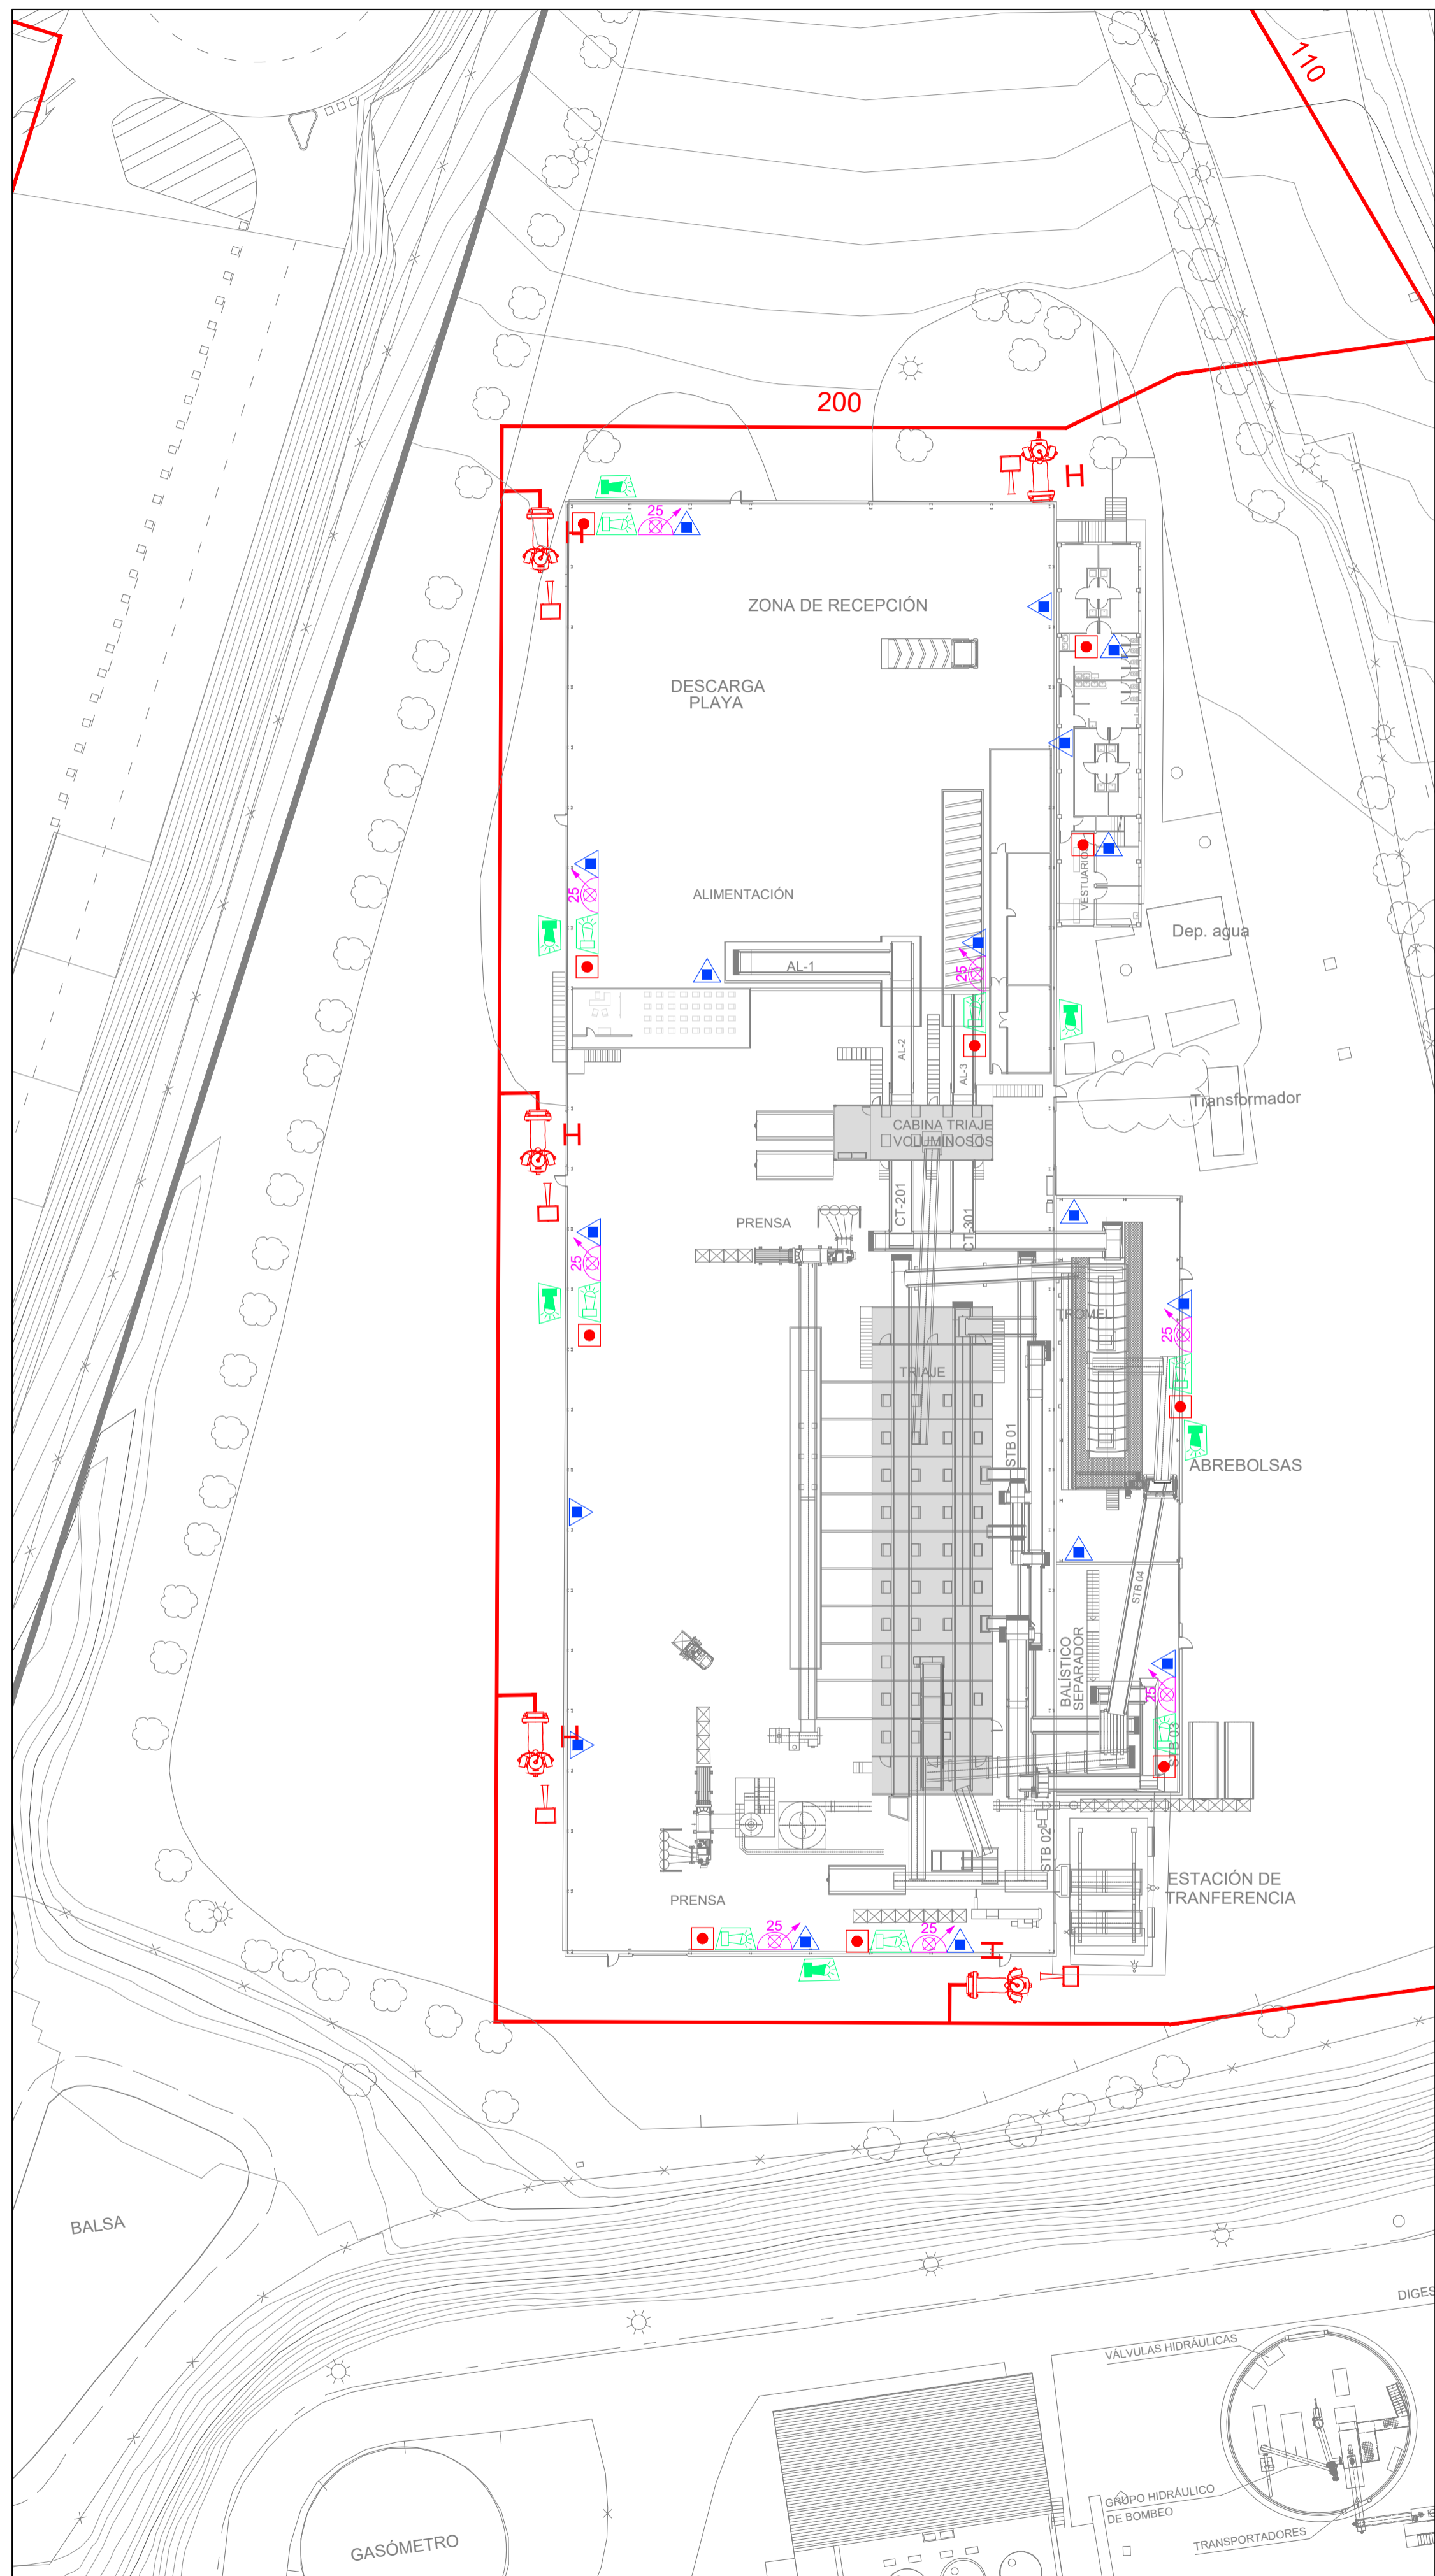 110
200
H
H
25
ZONA DE RECEPCIÓN
DESCARGA
PLAYA
VESTUARIO
25
ALIMENTACIÓN
Dep. agua
AL-1
25
AL-2
AL-3
Transformador
H
CABINA TRIAJE
VOLUMINOSOS
CT-201
CT-301
PRENSA
25
TROMEL
25
TRIAJE
STB 01
ABREBOLSAS
STB 04
BALÍSTICO
SEPARADOR
25
H
STB 03
STB 02
ESTACIÓN DE
TRANFERENCIA
PRENSA
25
25
H
BALSA
DIGES
VÁLVULAS HIDRÁULICAS
GRUPO HIDRÁULICO
DE BOMBEO
TRANSPORTADORES
GASÓMETRO